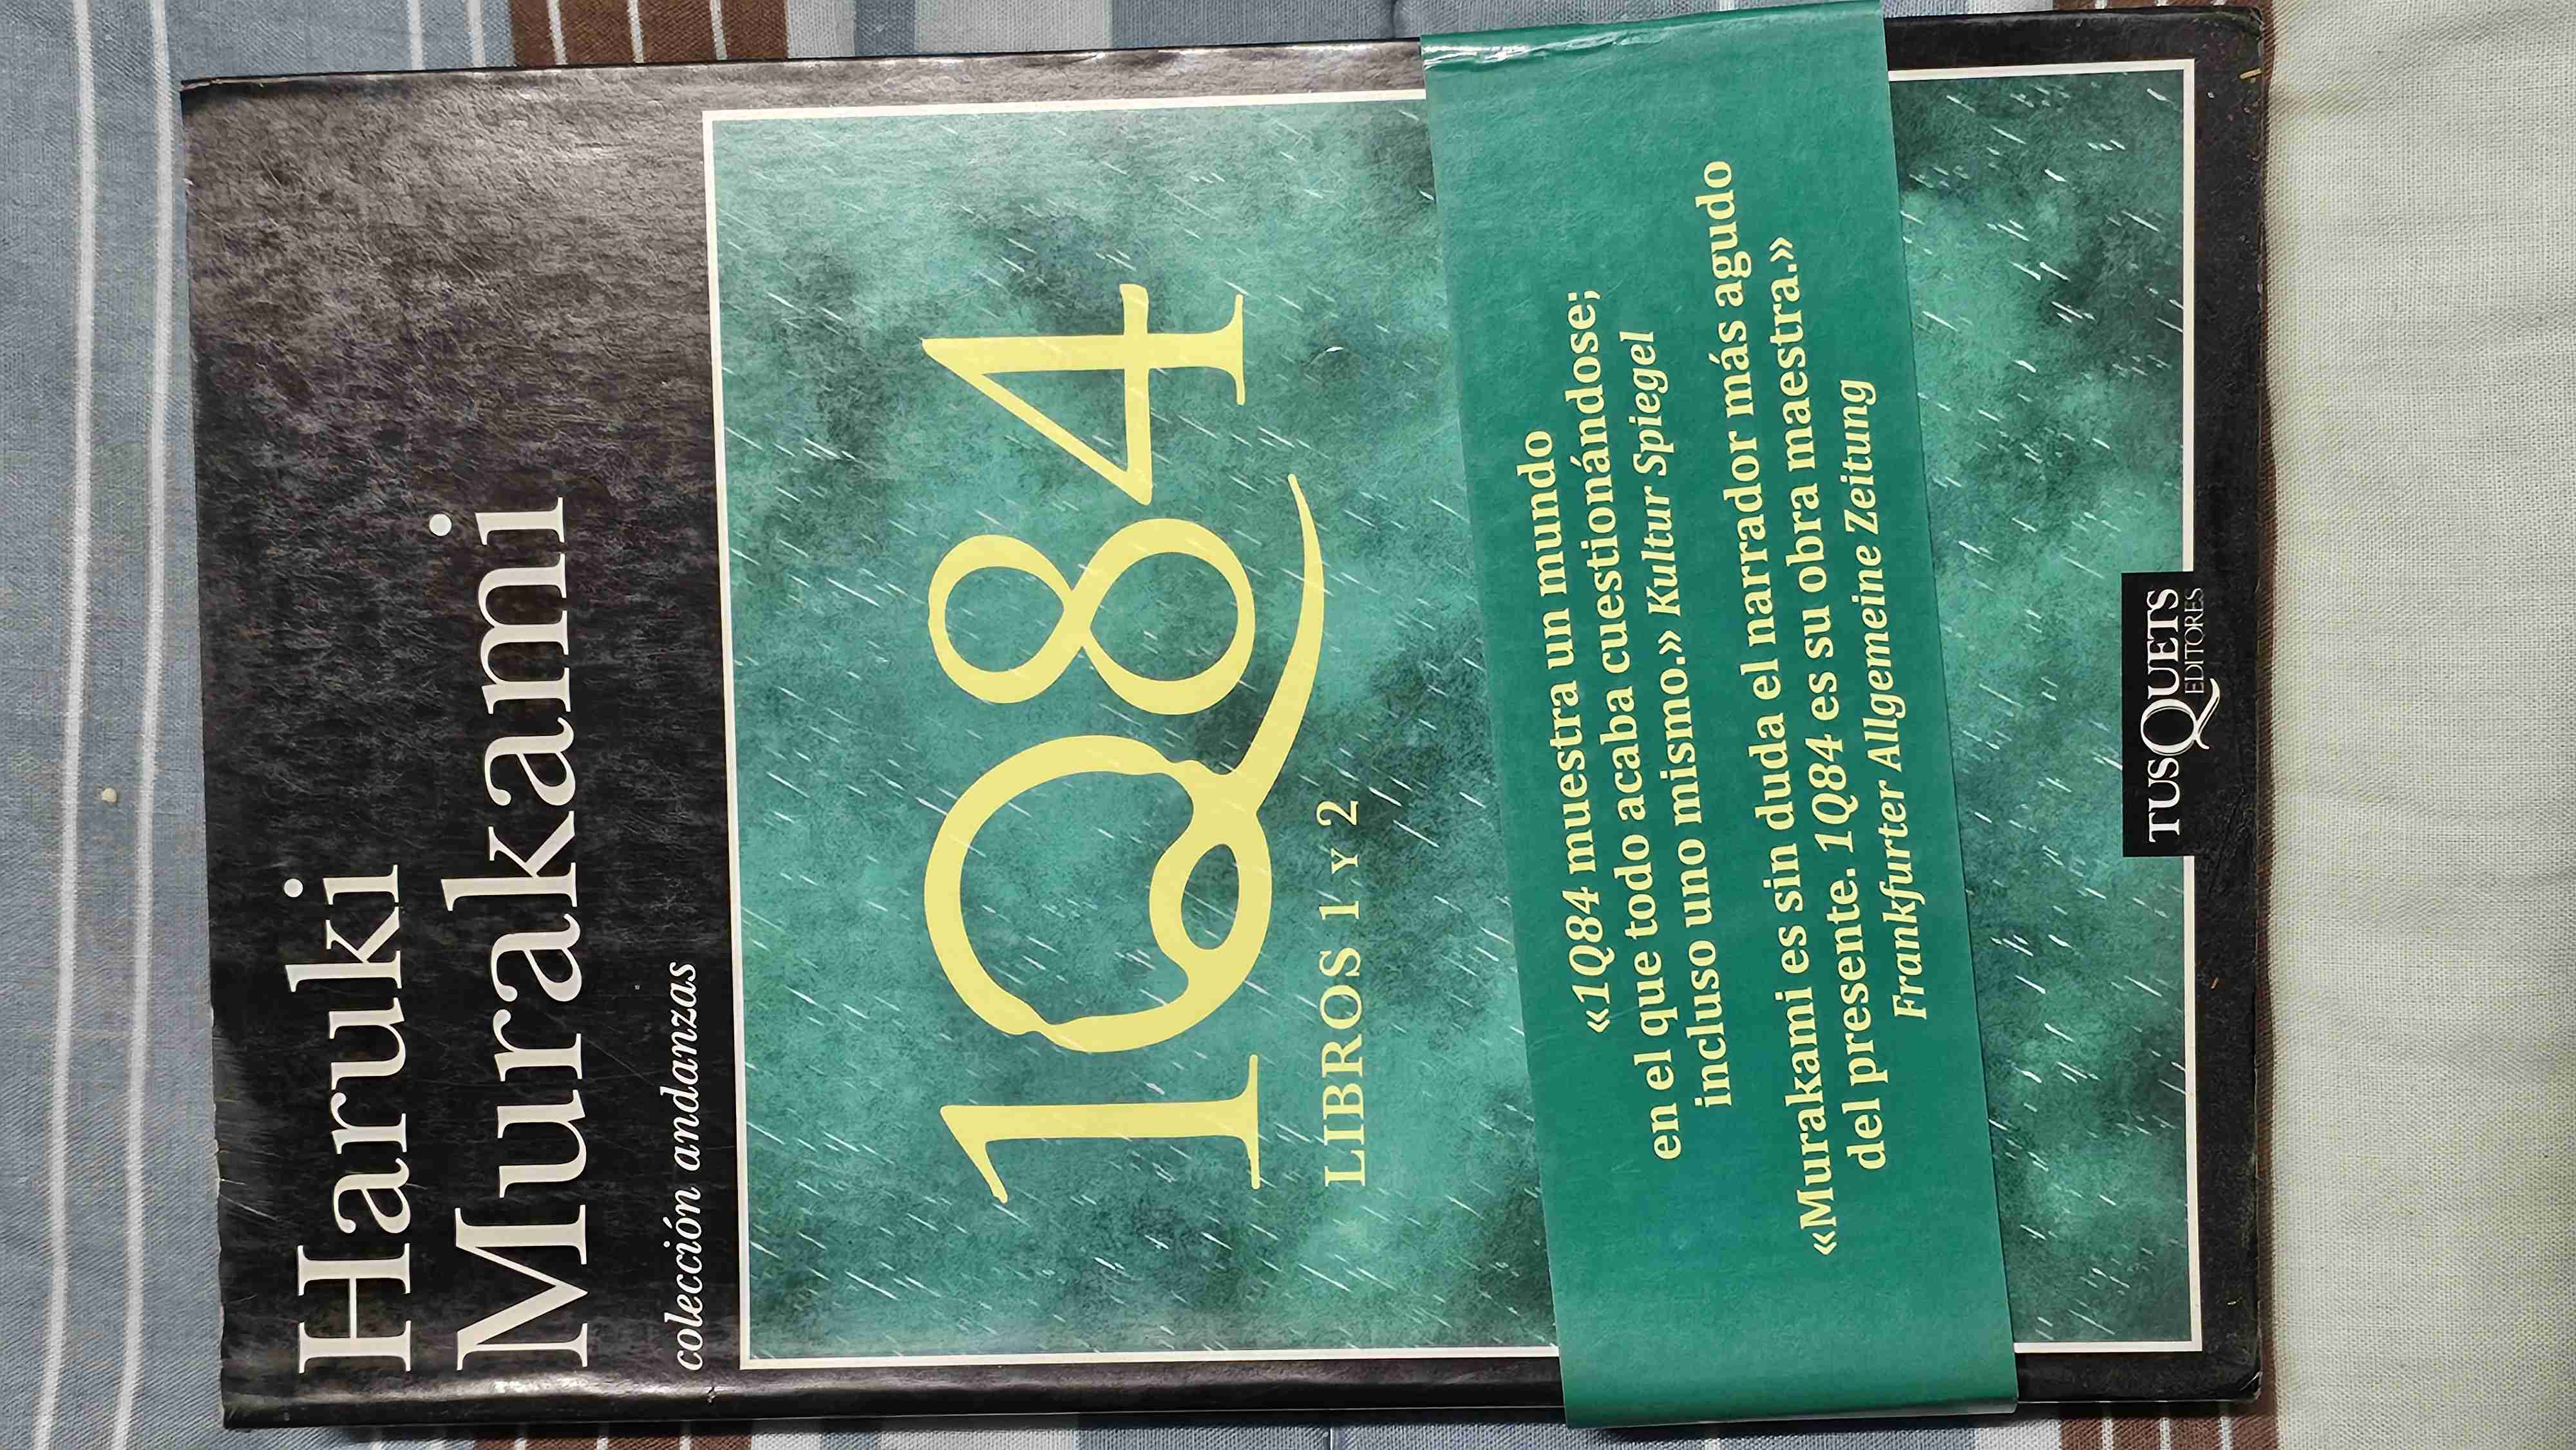 Haruki
Murakami
colección andanzas
1Q84
LIBROS 1 Y 2
«1Q84 muestra un mundo
en el que todo acaba cuestionándose;
incluso uno mismo.» Kultur Spiegel
«Murakami es sin duda el narrador más agudo
del presente. 1Q84 es su obra maestra.»
Frankfurter Allgemeine Zeitung
TUSQUETS
EDITORES